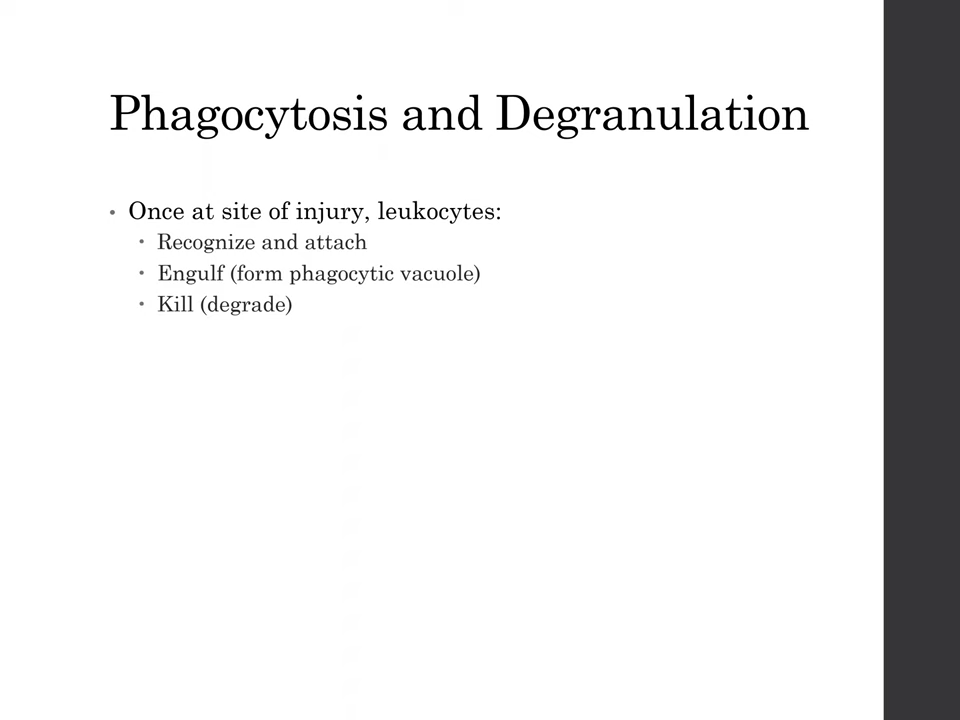 Phagocytosis and Degranulation
• Once at site of injury, leukocytes:
• Recognize and attach
• Engulf (form phagocytic vacuole)
• Kill (degrade)